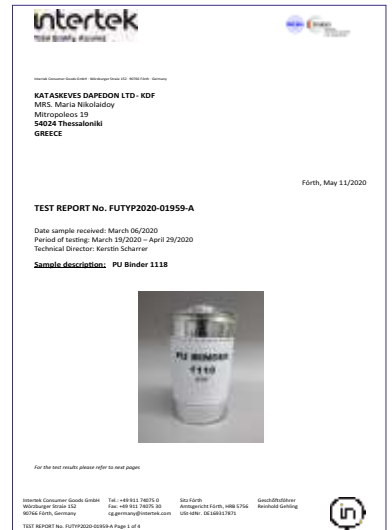 intertek
Total Quality. Assured.
Intertek Consumer Goods GmbH · Würzburger Strasse 152 · 90766 Fürth · Germany
KATASKEVES DAPEDON LTD - KDF
MRS. Maria Nikolaidoy
Mitropoleos 19
54024 Thessaloniki
GREECE
Fürth, May 11/2020
TEST REPORT No. FUTYP2020-01959-A
Date sample received: March 06/2020
Period of testing: March 19/2020 – April 29/2020
Technical Director: Kerstin Scharrer
Sample description: PU Binder 1118
PU BINDER
1118
For the test results please refer to next pages
Intertek Consumer Goods GmbH Tel.: +49 911 74075 0 Sitz Fürth Geschäftsführer
Würzburger Straie 152 Fax: +49 911 74075 30 Amtsgericht Fürth, HRB 5756 Reinhold Gehling
90766 Fürth, Germany cg.germany@intertek.com USt-IdNr. DE169317871
in
TEST REPORT No. FUTYP2020-01959-A Page 1 of 4